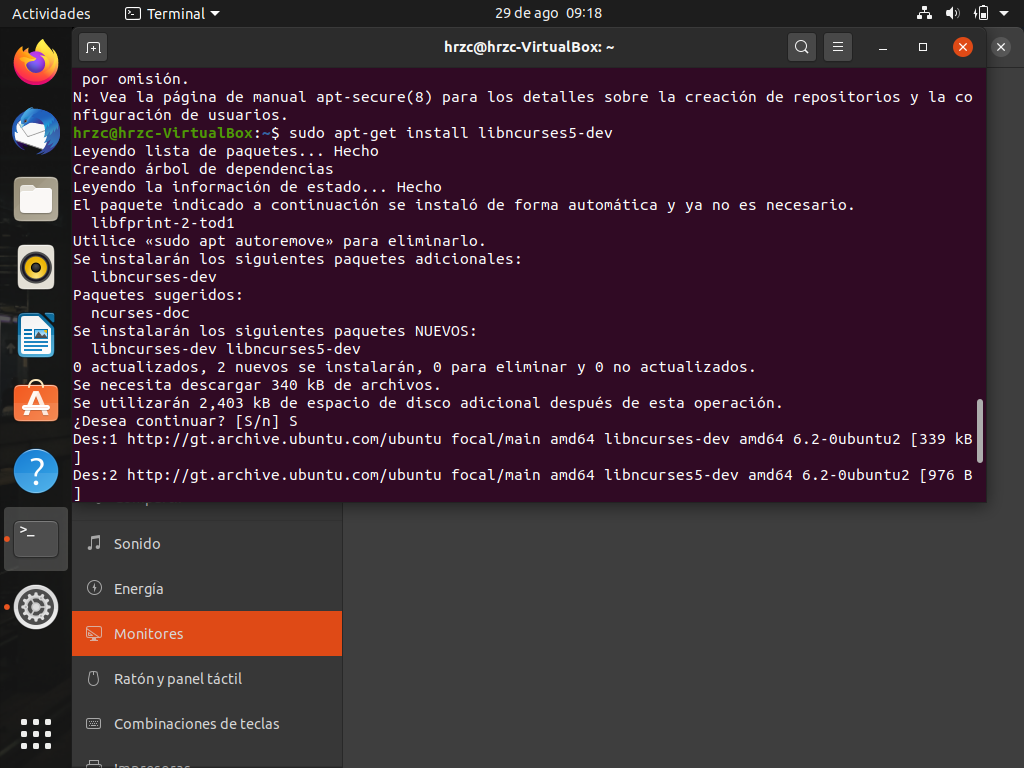 Actividades
Terminal
29 de ago 09:18
hrzc@hrzc-VirtualBox: ~
por omisión.
N: Vea la página de manual apt-secure(8) para los detalles sobre la creación de repositorios y la co
nfiguración de usuarios.
hrzc@hrzc-VirtualBox:~$ sudo apt-get install libncurses5-dev
Leyendo lista de paquetes... Hecho
Creando árbol de dependencias
Leyendo la información de estado... Hecho
El paquete indicado a continuación se instaló de forma automática y ya no es necesario.
libfprint-2-tod1
Utilice «sudo apt autoremove» para eliminarlo.
Se instalarán los siguientes paquetes adicionales:
libncurses-dev
Paquetes sugeridos:
ncurses-doc
Se instalarán los siguientes paquetes NUEVOS:
libncurses-dev libncurses5-dev
0 actualizados, 2 nuevos se instalarán, 0 para eliminar y 0 no actualizados.
Se necesita descargar 340 kB de archivos.
Se utilizarán 2,403 kB de espacio de disco adicional después de esta operación.
¿Desea continuar? [S/n] S
Des:1 http://gt.archive.ubuntu.com/ubuntu focal/main amd64 libncurses-dev amd64 6.2-0ubuntu2 [339 kB
]
Des:2 http://gt.archive.ubuntu.com/ubuntu focal/main amd64 libncurses5-dev amd64 6.2-0ubuntu2 [976 B
]
Sonido
Energía
Monitores
Ratón y panel táctil
Combinaciones de teclas
Impresoras